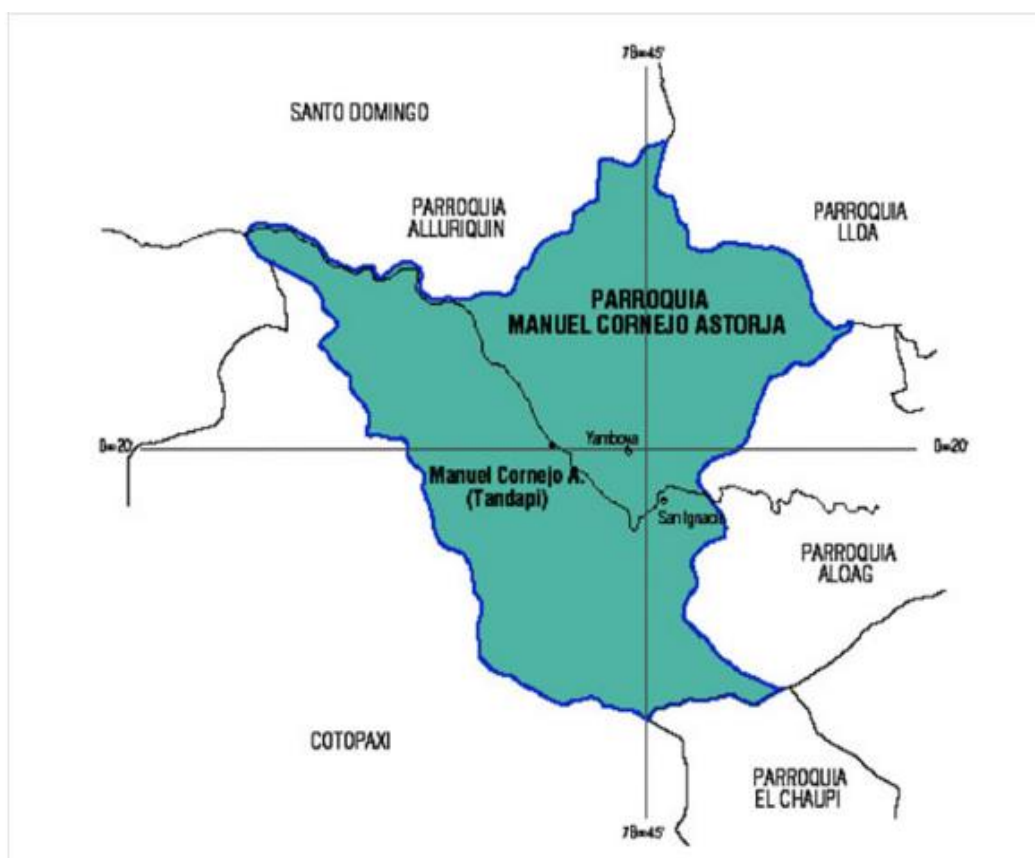 78=45'
SANTO DOMINGO
PARROQUIA
ALLURIQUIN
PARROQUIA
LLOA
PARROQUIA
MANUEL CORNEJO ASTORJA
0=20'
Yamboya
0=20'
Manuel Cornejo A.
(Tandapi)
San Ignacio
PARROQUIA
ALOAG
COTOPAXI
PARROQUIA
EL CHAUPI
78=45'